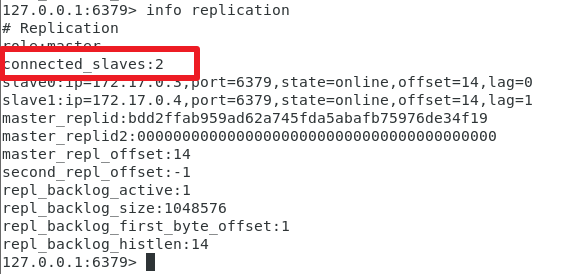 127.0.0.1:6379> info replication
# Replication
role:master
connected_slaves:2
slave0:ip=172.17.0.3,port=6379,state=online,offset=14,lag=0
slave1:ip=172.17.0.4,port=6379,state=online,offset=14,lag=1
master_replid:bdd2ffab959ad62a745fda5abafb75976de34f19
master_replid2:0000000000000000000000000000000000000000
master_repl_offset:14
second_repl_offset:-1
repl_backlog_active:1
repl_backlog_size:1048576
repl_backlog_first_byte_offset:1
repl_backlog_histlen:14
127.0.0.1:6379>